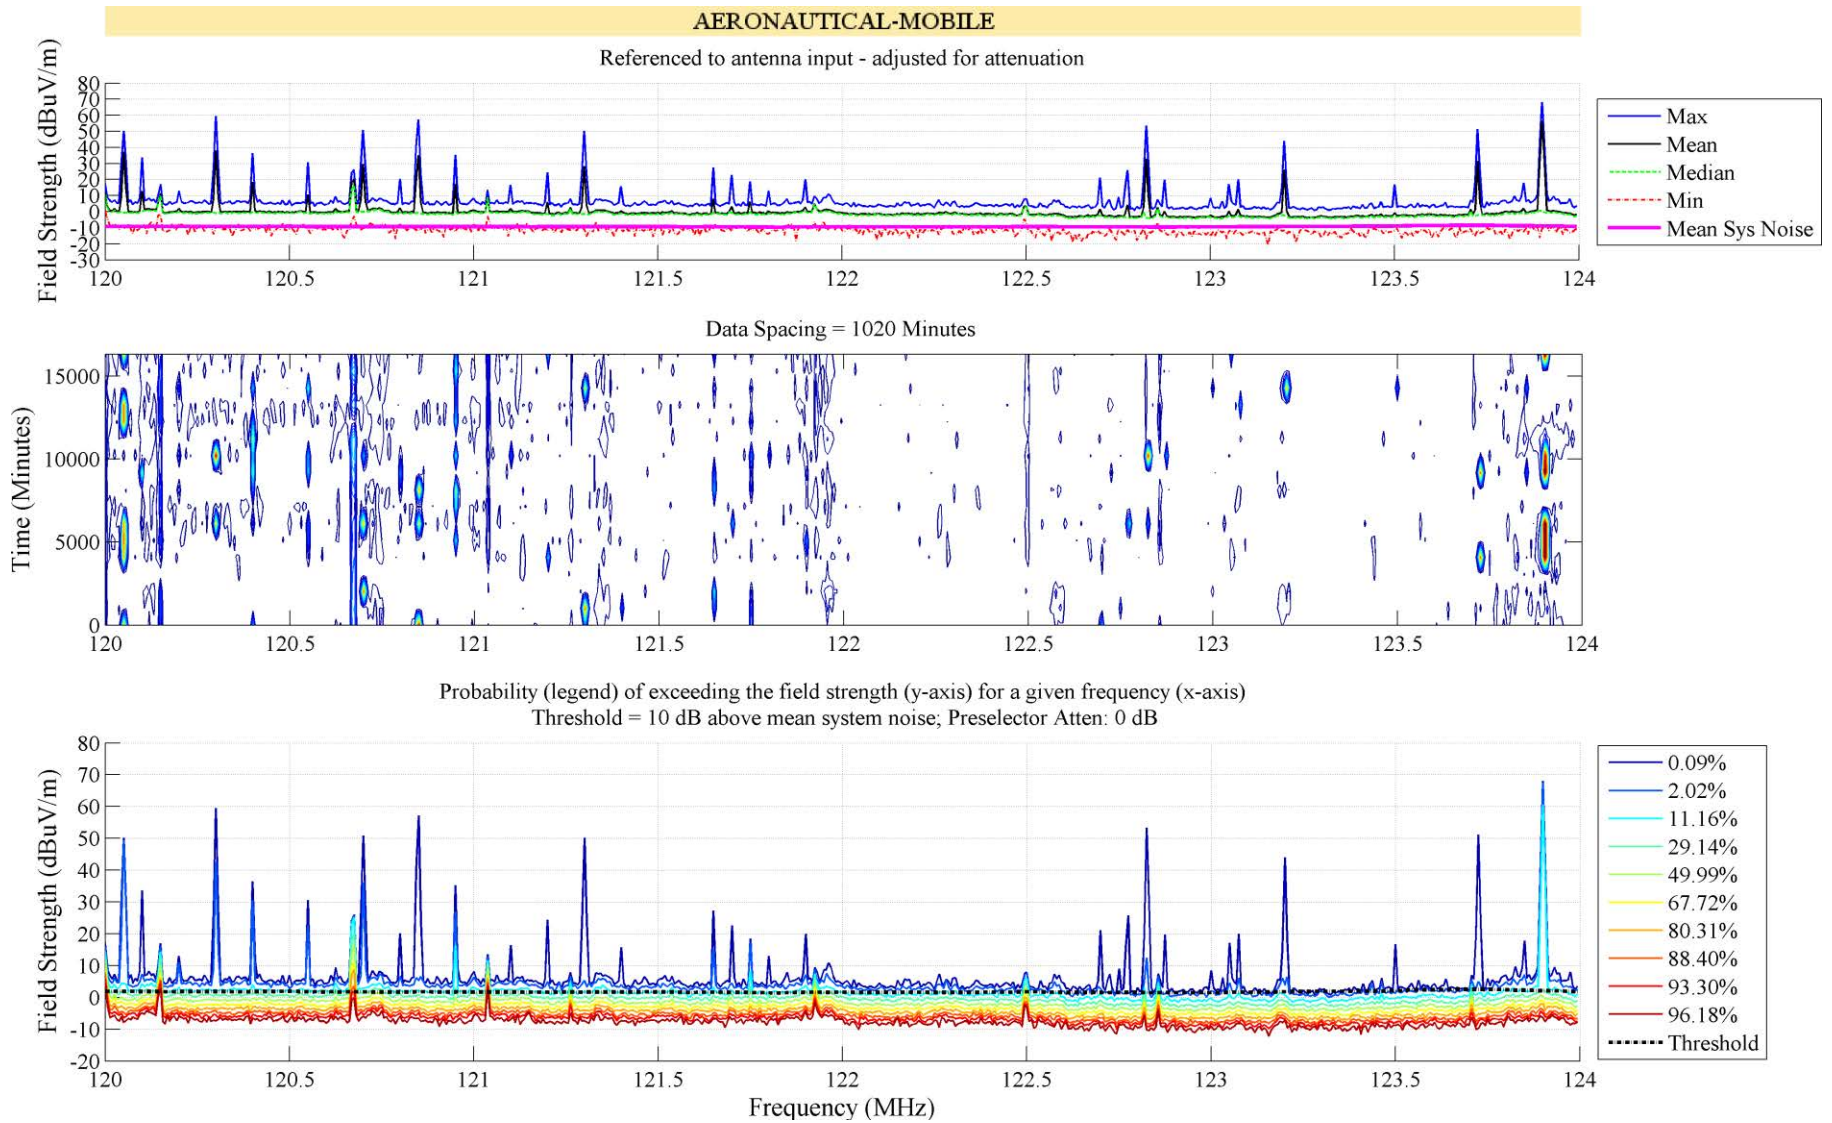 AERONAUTICAL-MOBILE
Referenced to antenna input - adjusted for attenuation
Field Strength (dBuV/m)
80
70
60
50
40
30
20
10
0
-10
-20
-30
120 120.5 121 121.5 122 122.5 123 123.5 124
Max
Mean
Median
Min
Mean Sys Noise
Data Spacing = 1020 Minutes
Time (Minutes)
15000
10000
5000
0
120 120.5 121 121.5 122 122.5 123 123.5 124
Probability (legend) of exceeding the field strength (y-axis) for a given frequency (x-axis)
Threshold = 10 dB above mean system noise; Preselector Atten: 0 dB
Field Strength (dBuV/m)
80
70
60
50
40
30
20
10
0
-10
-20
120 120.5 121 121.5 122 122.5 123 123.5 124
Frequency (MHz)
0.09%
2.02%
11.16%
29.14%
49.99%
67.72%
80.31%
88.40%
93.30%
96.18%
Threshold